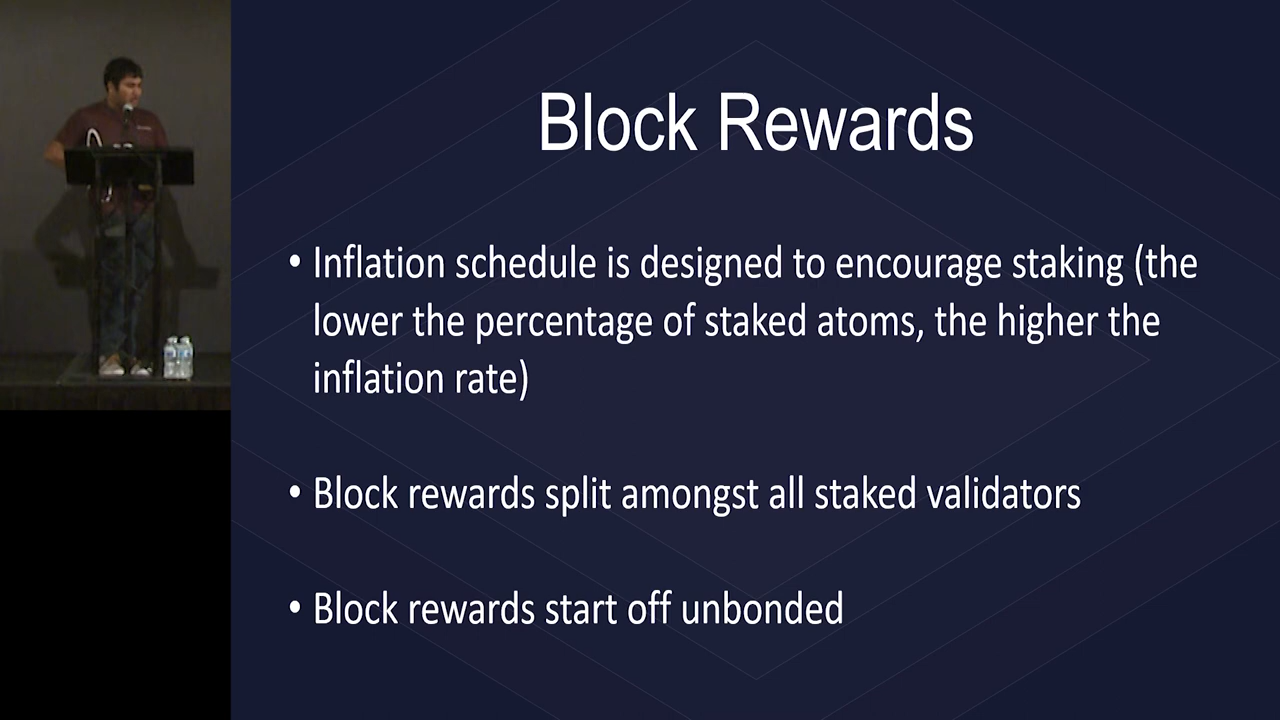 Block Rewards
• Inflation schedule is designed to encourage staking (the
lower the percentage of staked atoms, the higher the
inflation rate)
• Block rewards split amongst all staked validators
• Block rewards start off unbonded